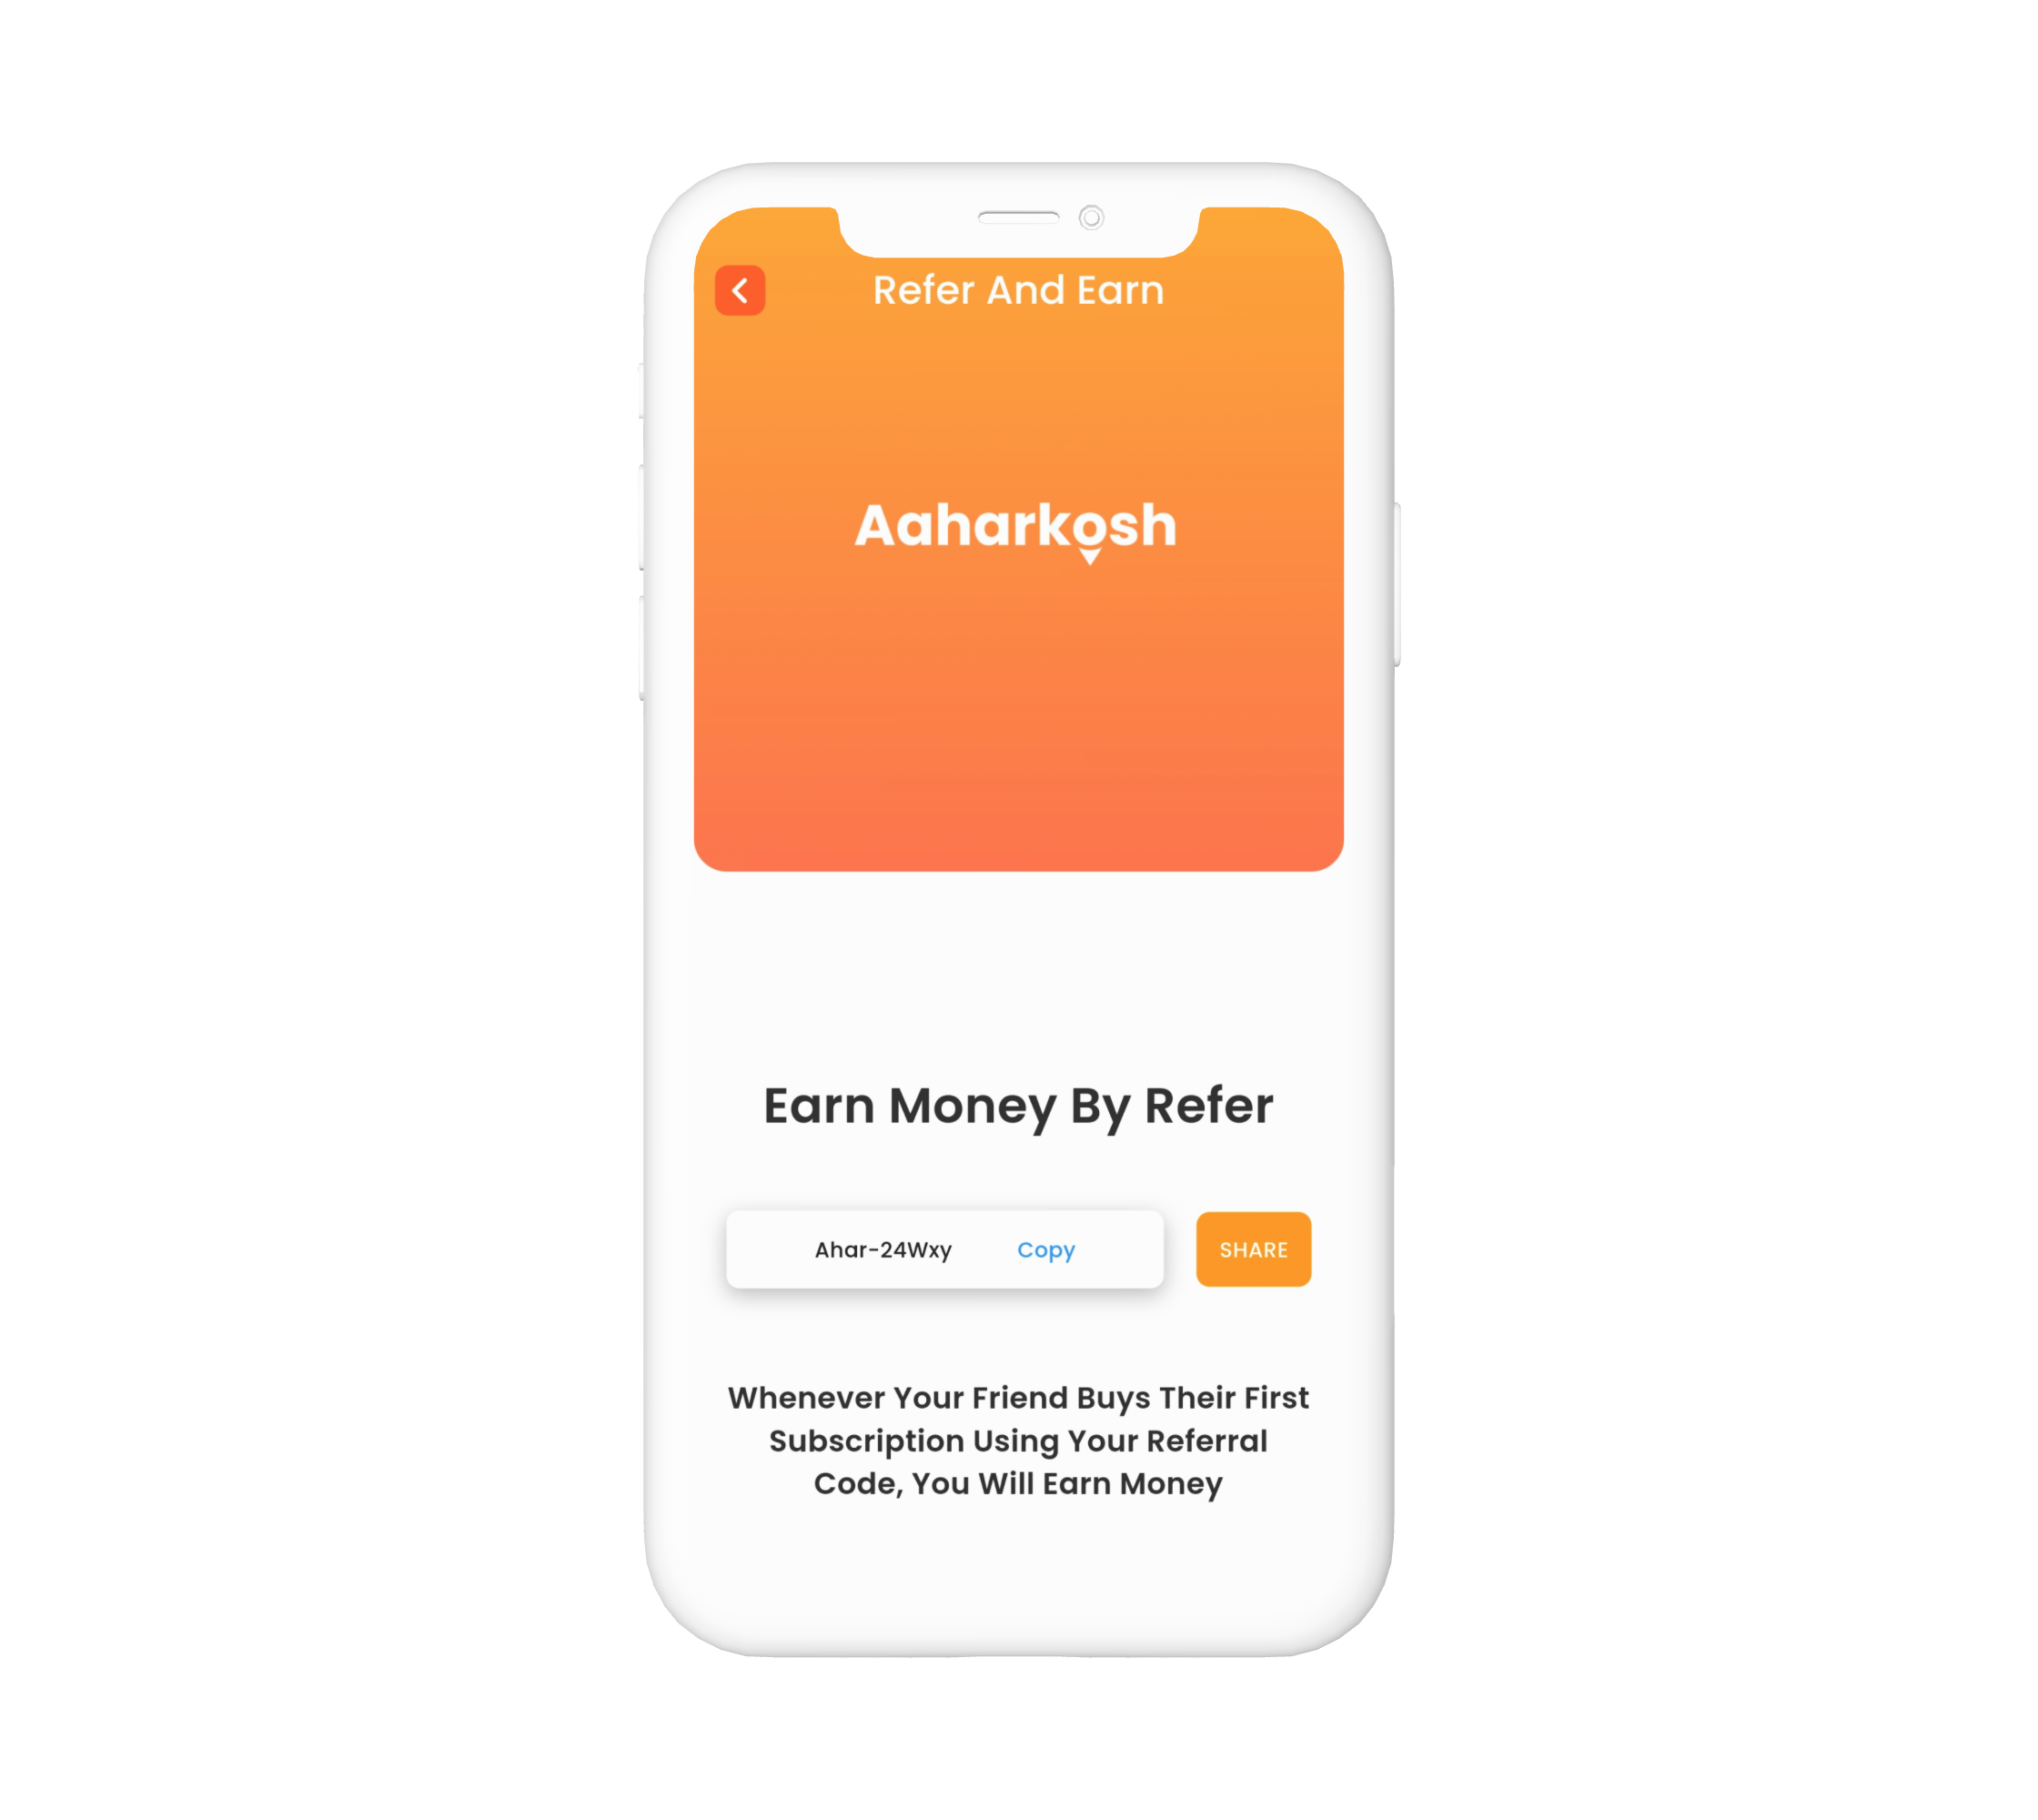 Refer And Earn
Aaharkosh
Earn Money By Refer
Ahar-24Wxy Copy SHARE
Whenever Your Friend Buys Their First
Subscription Using Your Referral
Code, You Will Earn Money